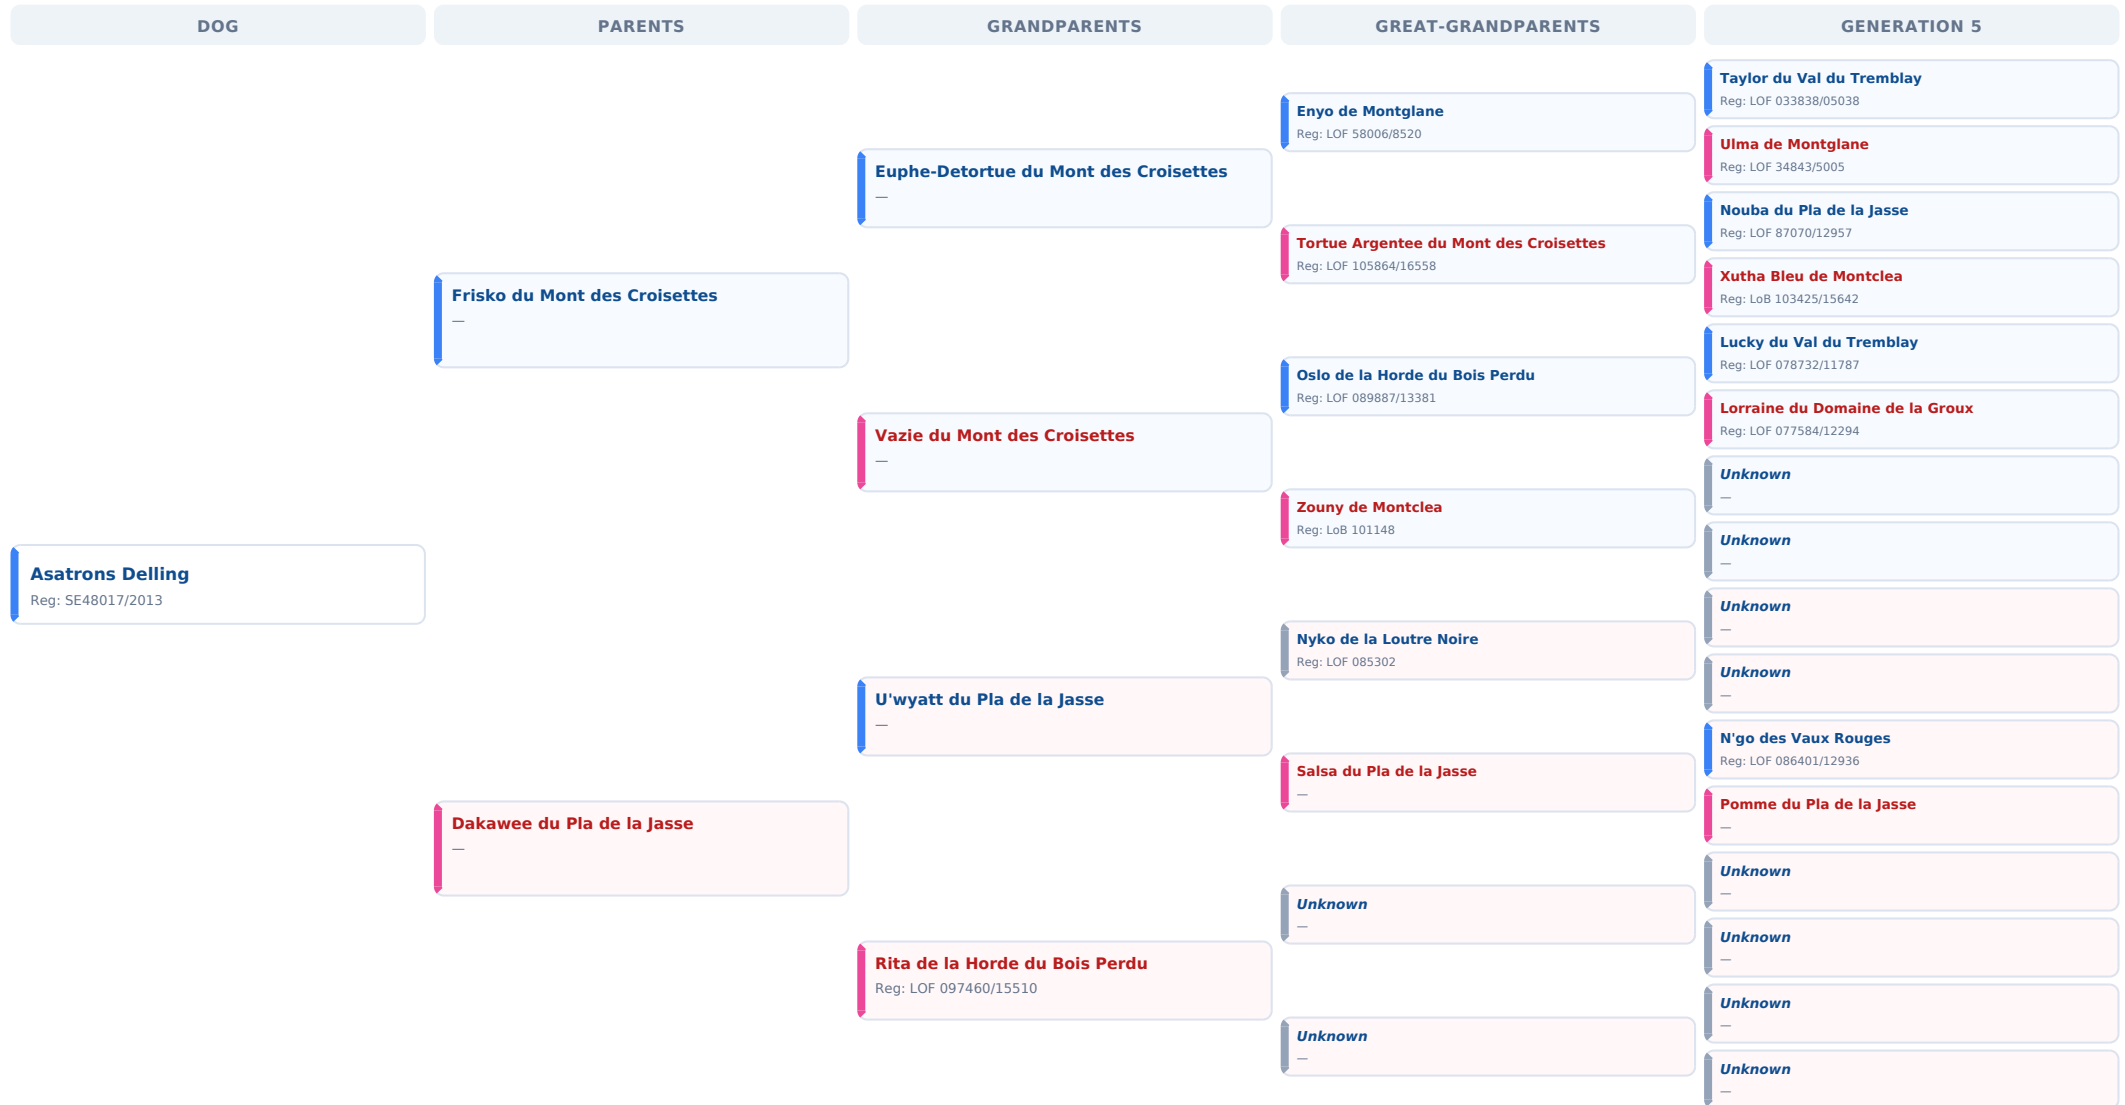 DOG
PARENTS
GRANDPARENTS
GREAT-GRANDPARENTS
GENERATION 5
Asatrons Delling
Reg: SE48017/2013
Frisko du Mont des Croisettes
—
Dakawee du Pla de la Jasse
—
Euphe-Detortue du Mont des Croisettes
—
Vazie du Mont des Croisettes
—
U'wyatt du Pla de la Jasse
—
Rita de la Horde du Bois Perdu
Reg: LOF 097460/15510
Enyo de Montglane
Reg: LOF 58006/8520
Tortue Argentee du Mont des Croisettes
Reg: LOF 105864/16558
Oslo de la Horde du Bois Perdu
Reg: LOF 089887/13381
Zouny de Montclea
Reg: LoB 101148
Nyko de la Loutre Noire
Reg: LOF 085302
Salsa du Pla de la Jasse
—
Unknown
—
Unknown
—
Taylor du Val du Tremblay
Reg: LOF 033838/05038
Ulma de Montglane
Reg: LOF 34843/5005
Nouba du Pla de la Jasse
Reg: LOF 87070/12957
Xutha Bleu de Montclea
Reg: LoB 103425/15642
Lucky du Val du Tremblay
Reg: LOF 078732/11787
Lorraine du Domaine de la Groux
Reg: LOF 077584/12294
Unknown
—
Unknown
—
Unknown
—
Unknown
—
N'go des Vaux Rouges
Reg: LOF 086401/12936
Pomme du Pla de la Jasse
—
Unknown
—
Unknown
—
Unknown
—
Unknown
—